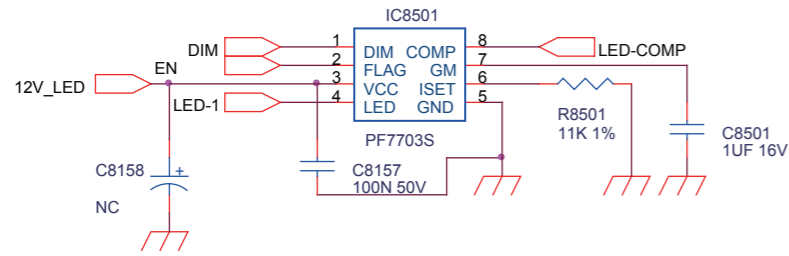 IC8501
DIM
1
DIM COMP
8
LED-COMP
EN
2
FLAG GM
7
12V_LED
3
VCC ISET
6
LED-1
4
LED GND
5
R8501
11K 1%
PF7703S
C8501
1UF 16V
C8158
+
C8157
100N 50V
NC